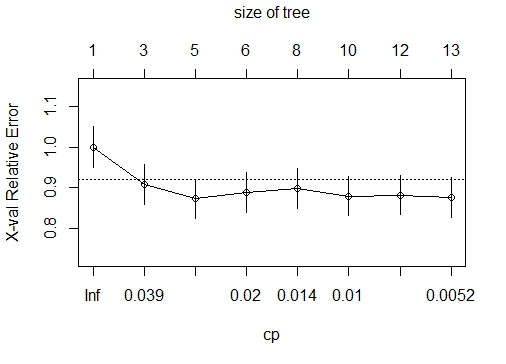 size of tree
1 3 5 6 8 10 12 13
X-val Relative Error
1.1
1.0
0.9
0.8
Inf 0.039 0.02 0.014 0.01 0.0052
cp